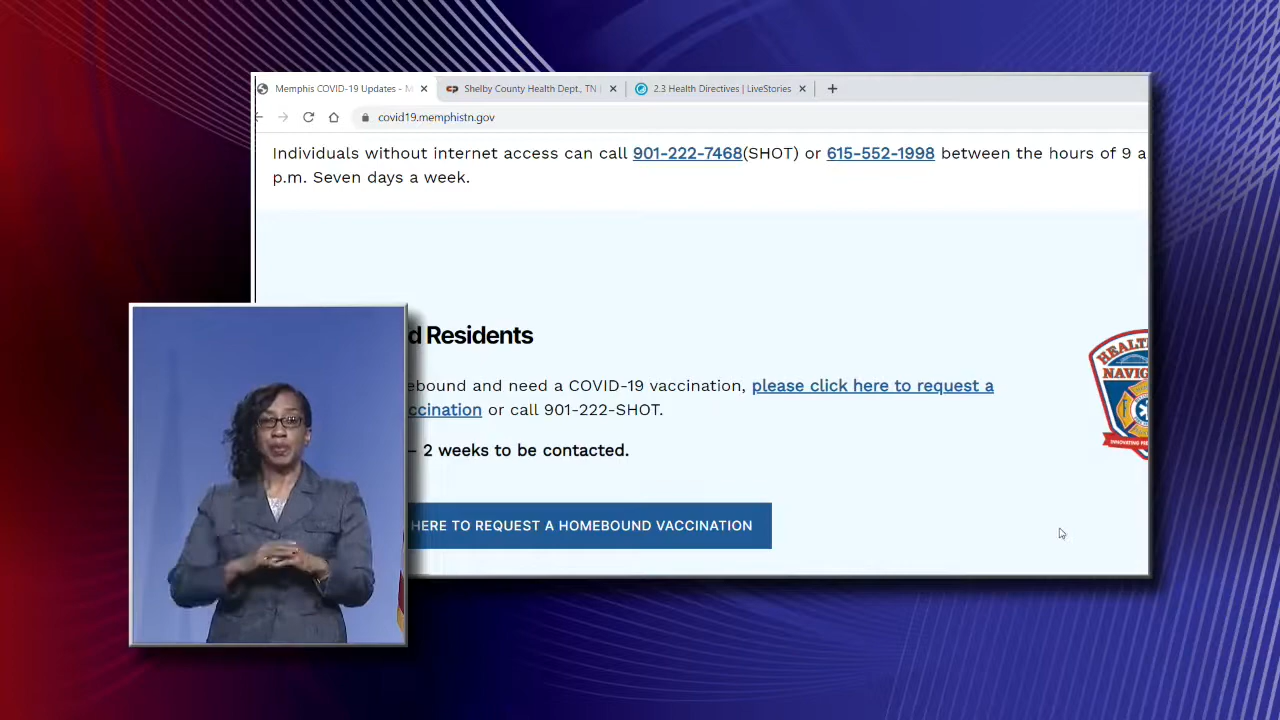 Memphis COVID-19 Updates - M
Shelby County Health Dept., TN
2.3 Health Directives | LiveStories
covid19.memphistn.gov
Individuals without internet access can call 901-222-7468(SHOT) or 615-552-1998 between the hours of 9 a
p.m. Seven days a week.
d Residents
ebound and need a COVID-19 vaccination, please click here to request a
ccination or call 901-222-SHOT.
– 2 weeks to be contacted.
HERE TO REQUEST A HOMEBOUND VACCINATION
HEALT
NAVIG